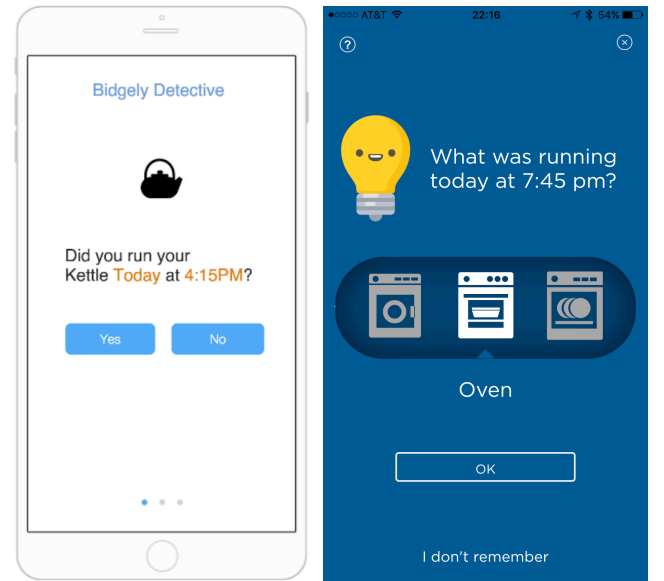 Bidgely Detective
Did you run your
Kettle Today at 4:15PM?
Yes
No
AT&T
22:16
54%
?
What was running
today at 7:45 pm?
Oven
OK
I don't remember